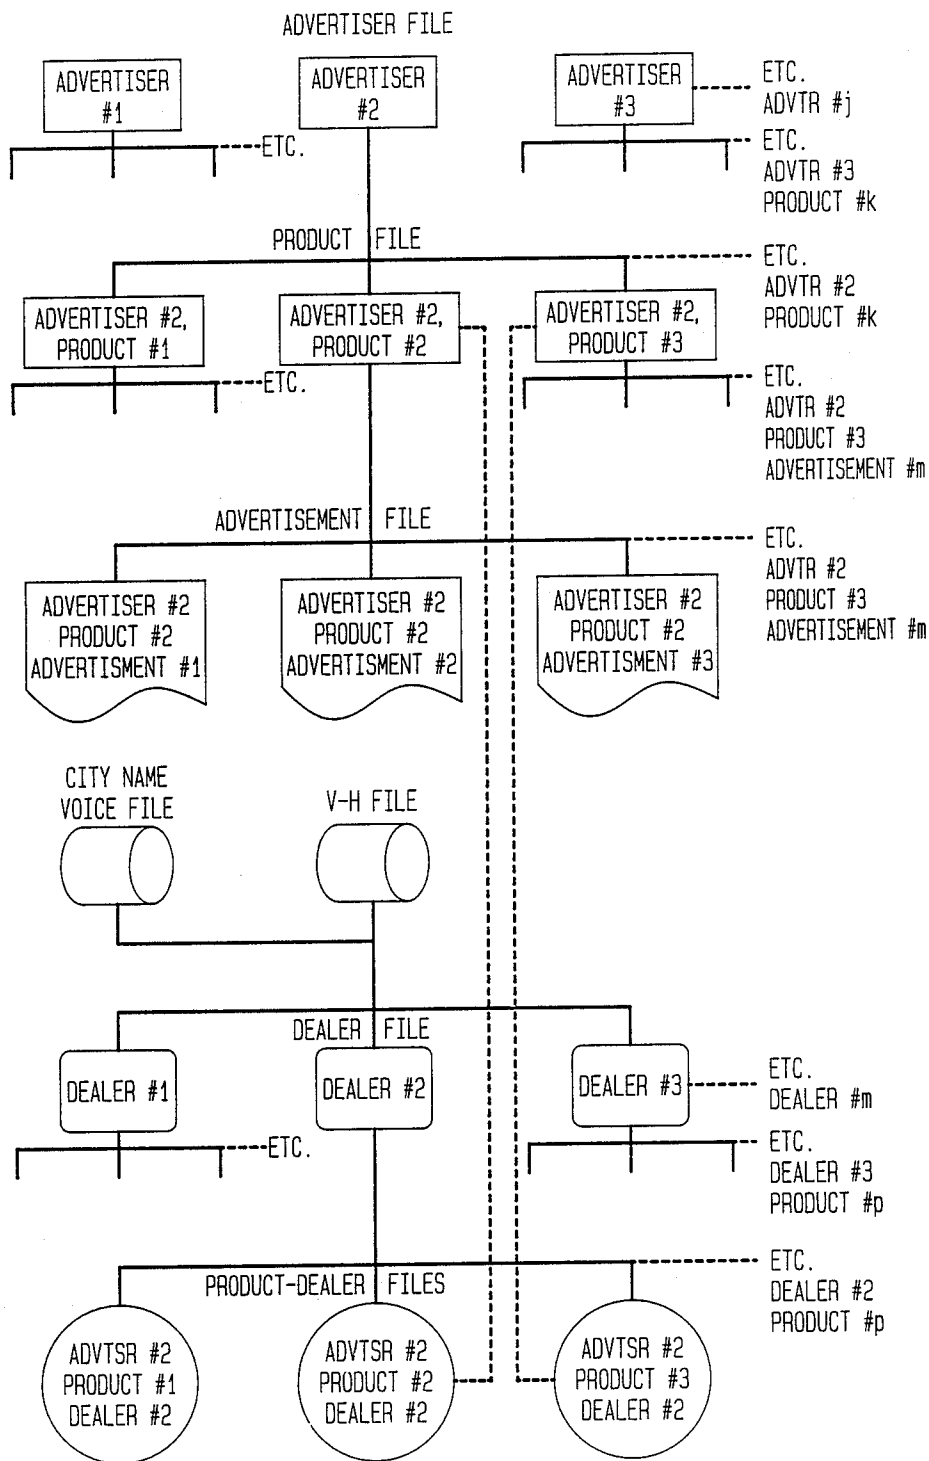 ADVERTISER FILE
ADVERTISER
#1
ADVERTISER
#2
ADVERTISER
#3
ETC.
ADVTR #j
ETC.
ETC.
ADVTR #3
PRODUCT #k
PRODUCT FILE
ETC.
ADVTR #2
PRODUCT #k
ADVERTISER #2,
PRODUCT #1
ADVERTISER #2,
PRODUCT #2
ADVERTISER #2,
PRODUCT #3
ETC.
ETC.
ADVTR #2
PRODUCT #3
ADVERTISEMENT #m
ADVERTISEMENT FILE
ETC.
ADVTR #2
PRODUCT #3
ADVERTISEMENT #m
ADVERTISER #2
PRODUCT #2
ADVERTISMENT #1
ADVERTISER #2
PRODUCT #2
ADVERTISMENT #2
ADVERTISER #2
PRODUCT #2
ADVERTISMENT #3
CITY NAME
VOICE FILE
V-H FILE
DEALER FILE
DEALER #1
DEALER #2
DEALER #3
ETC.
DEALER #m
ETC.
ETC.
DEALER #3
PRODUCT #p
PRODUCT-DEALER FILES
ETC.
DEALER #2
PRODUCT #p
ADVTSR #2
PRODUCT #1
DEALER #2
ADVTSR #2
PRODUCT #2
DEALER #2
ADVTSR #2
PRODUCT #3
DEALER #2